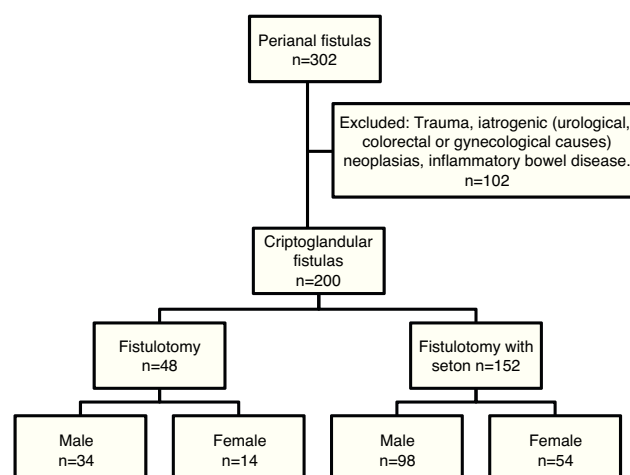 Perianal fistulas
n=302
Excluded: Trauma, iatrogenic (urological,
colorectal or gynecological causes)
neoplasias, inflammatory bowel disease.
n=102
Criptoglandular
fistulas
n=200
Fistulotomy
n=48
Fistulotomy with
seton n=152
Male
n=34
Female
n=14
Male
n=98
Female
n=54